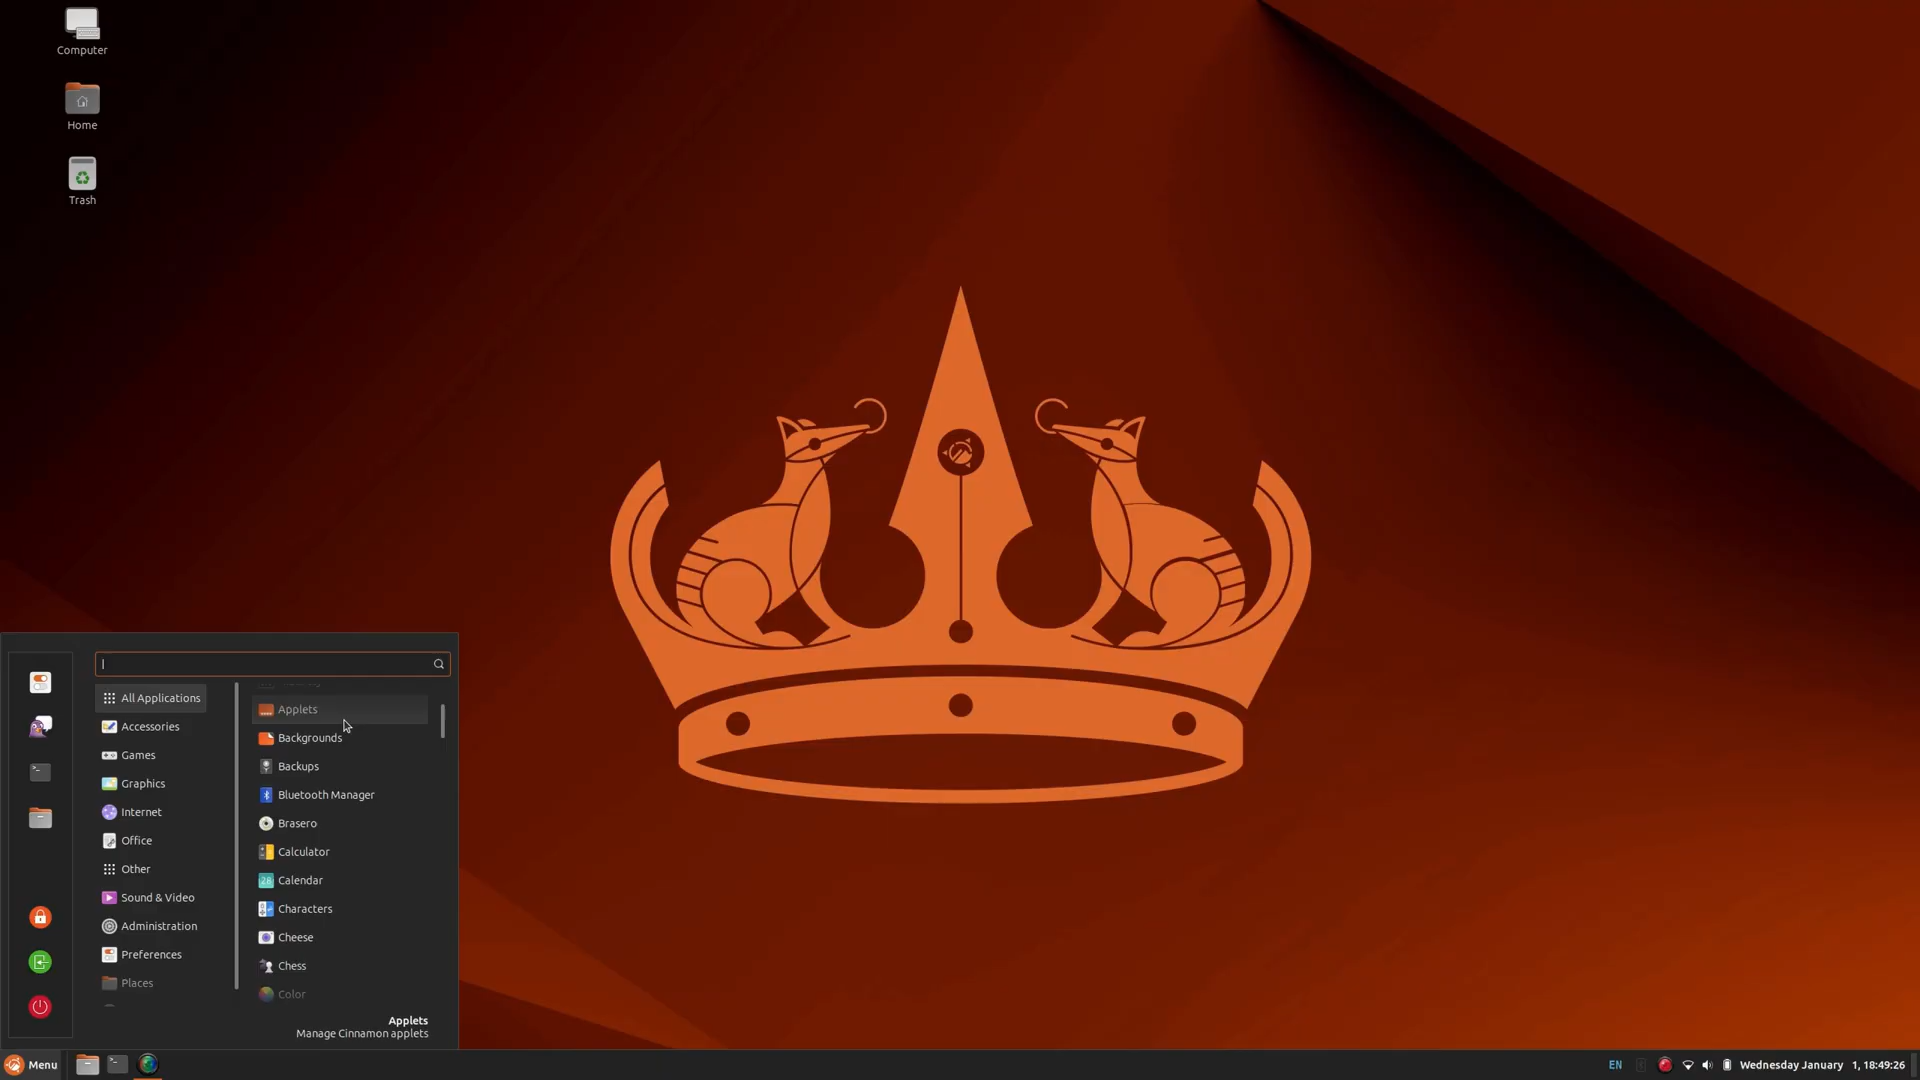 Computer
Home
Trash
All Applications
Accessories
Games
Graphics
Internet
Office
Other
Sound & Video
Administration
Preferences
Places
Applets
Backgrounds
Backups
Bluetooth Manager
Brasero
Calculator
Calendar
Characters
Cheese
Chess
Color
Applets
Manage Cinnamon applets
Menu
EN
Wednesday January 1, 18:49:26